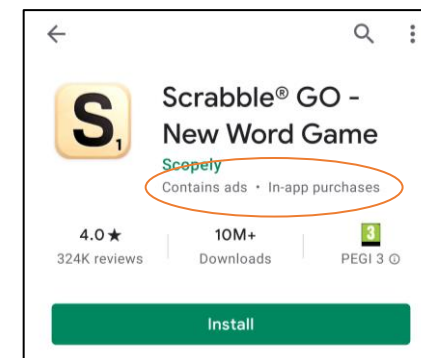 S1
Scrabble® GO -
New Word Game
Scopely
Contains ads • In-app purchases
4.0★ 10M+ 3
324K reviews Downloads PEGI 3 ⓘ
Install